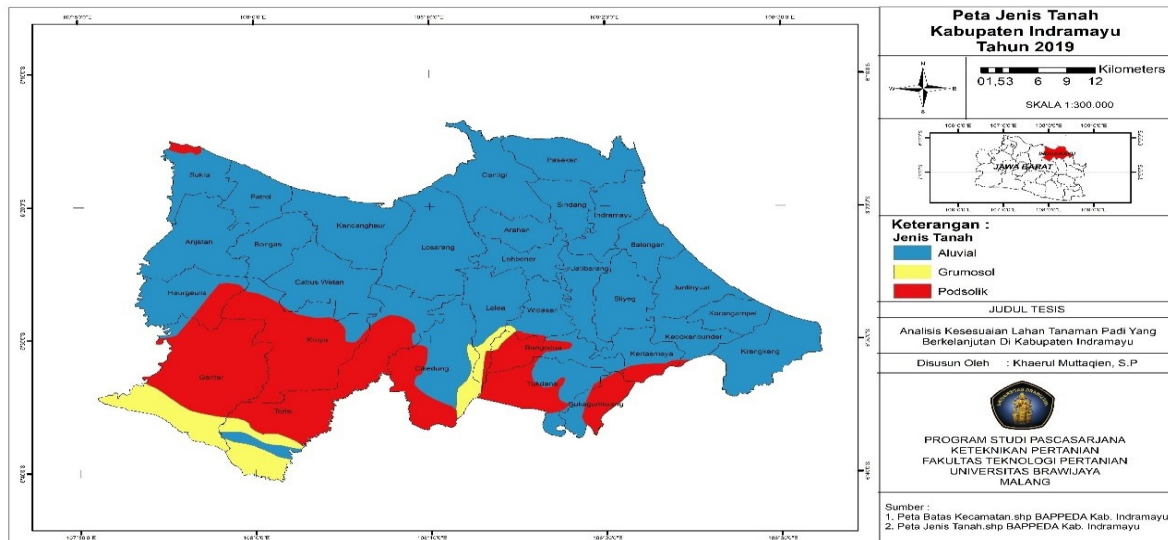 Peta Jenis Tanah
Kabupaten Indramayu
Tahun 2019
N
W E
S
Kilometers
01,53 6 9 12
SKALA 1:300.000
JAWA BARAT
Keterangan :
Jenis Tanah
Aluvial
Grumosol
Podsolik
JUDUL TESIS
Analisis Kesesuaian Lahan Tanaman Padi Yang
Berkelanjutan Di Kabupaten Indramayu
Disusun Oleh : Khaerul Muttaqien, S.P
PROGRAM STUDI PASCASARJANA
KETEKNIKAN PERTANIAN
FAKULTAS TEKNOLOGI PERTANIAN
UNIVERSITAS BRAWIJAYA
MALANG
Sumber :
1. Peta Batas Kecamatan.shp BAPPEDA Kab. Indramayu
2. Peta Jenis Tanah.shp BAPPEDA Kab. Indramayu
Sukra
Patrol
Kandanghaur
Cantigi
Pasekan
Sindang
Indramayu
Anjatan
Bongas
Losarang
Arahan
Lohbener
Balongan
Jatibarang
Haurgeulis
Gabus Wetan
Lelea
Widasari
Sliyeg
Juntinyuat
Karangampel
Kroya
Bangodua
Kertasmaya
Kedokanbunder
Krangkeng
Gantar
Cikedung
Tukdana
Terisi
Sukagumiwang